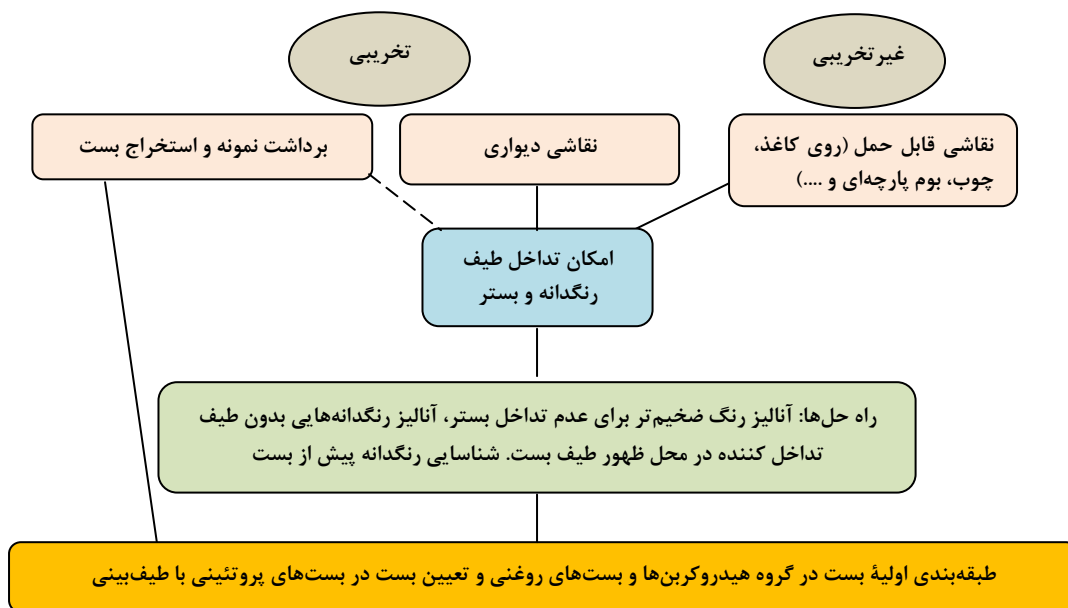 غیرتخریبی
تخریبی
نقاشی قابل حمل (روی کاغذ،
چوب، بوم پارچه‌ای و ....)
نقاشی دیواری
برداشت نمونه و استخراج بست
امکان تداخل طیف
رنگدانه و بستر
راه حل‌ها: آنالیز رنگ ضخیم‌تر برای عدم تداخل بستر، آنالیز رنگدانه‌هایی بدون طیف
تداخل کننده در محل ظهور طیف بست. شناسایی رنگدانه پیش از بست
طبقه‌بندی اولیهٔ بست در گروه هیدروکربن‌ها و بست‌های روغنی و تعیین بست در بست‌های پروتئینی با طیف‌بینی